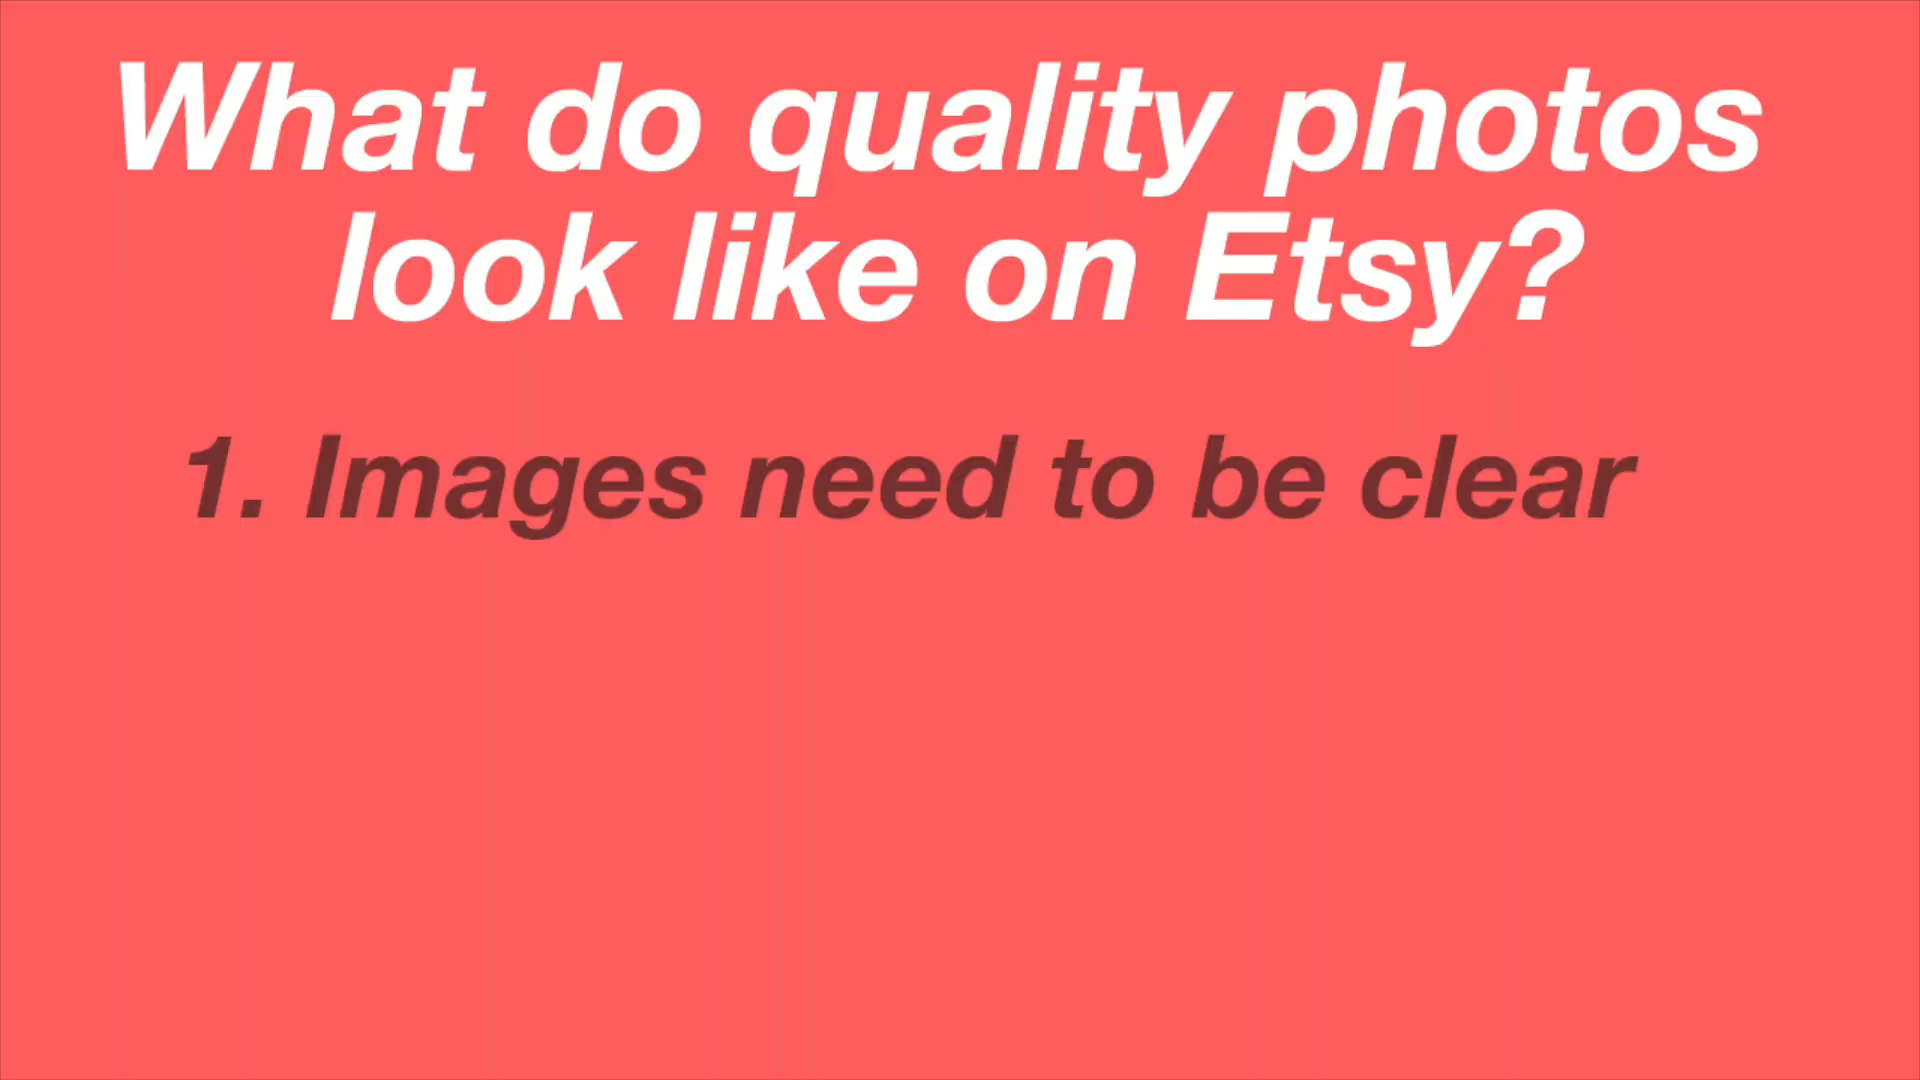 What do quality photos
look like on Etsy?
1. Images need to be clear